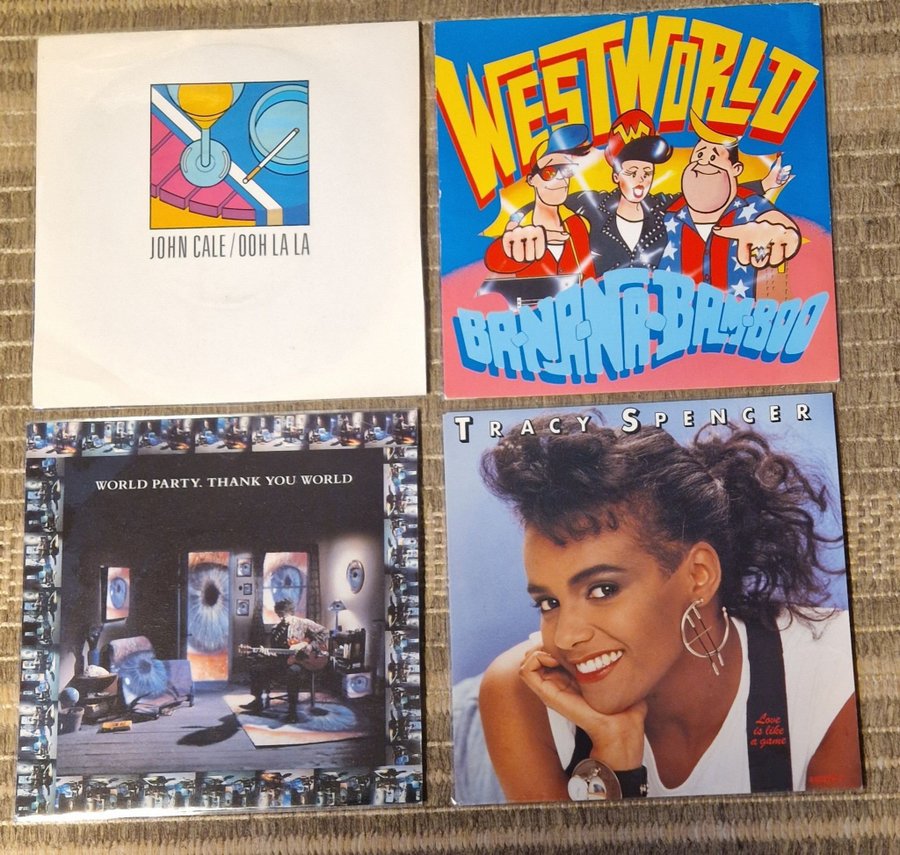 JOHN CALE/OOH LA LA
WESTWORLD
W
BA-NA-NA-BAM-BOO
WORLD PARTY. THANK YOU WORLD
TRACY SPENCER
Love
is like
a game